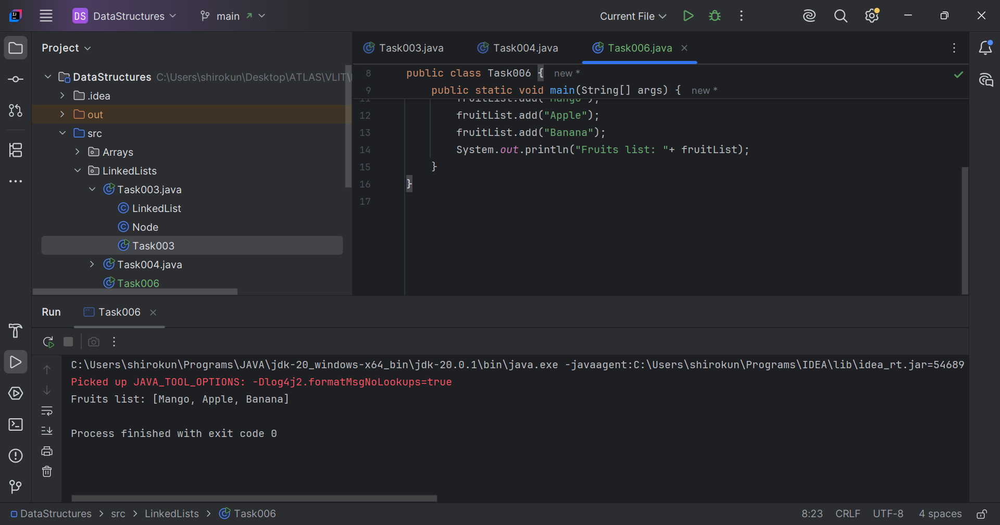 DS DataStructures
main
Current File
Project
DataStructures C:\Users\shirokun\Desktop\ATLAS\VLIT\
.idea
out
src
Arrays
LinkedLists
Task003.java
LinkedList
Node
Task003
Task004.java
Task006
Task003.java
Task004.java
Task006.java
8 public class Task006 { new *
9 public static void main(String[] args) { new *
11 fruitList.add("Mango");
12 fruitList.add("Apple");
13 fruitList.add("Banana");
14 System.out.println("Fruits list: "+ fruitList);
15 }
16 }
17
Run
Task006
C:\Users\shirokun\Programs\JAVA\jdk-20_windows-x64_bin\jdk-20.0.1\bin\java.exe -javaagent:C:\Users\shirokun\Programs\IDEA\lib\idea_rt.jar=54689
Picked up JAVA_TOOL_OPTIONS: -Dlog4j2.formatMsgNoLookups=true
Fruits list: [Mango, Apple, Banana]
Process finished with exit code 0
DataStructures > src > LinkedLists > Task006
8:23 CRLF UTF-8 4 spaces